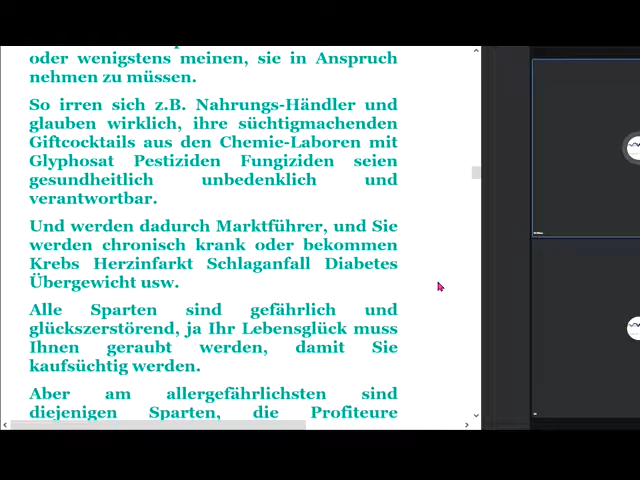 oder wenigstens meinen, sie in Anspruch
nehmen zu müssen.
So irren sich z.B. Nahrungs-Händler und
glauben wirklich, ihre süchtigmachenden
Giftcocktails aus den Chemie-Laboren mit
Glyphosat Pestiziden Fungiziden seien
gesundheitlich unbedenklich und
verantwortbar.
Und werden dadurch Marktführer, und Sie
werden chronisch krank oder bekommen
Krebs Herzinfarkt Schlaganfall Diabetes
Übergewicht usw.
Alle Sparten sind gefährlich und
glückszerstörend, ja Ihr Lebensglück muss
Ihnen geraubt werden, damit Sie
kaufsüchtig werden.
Aber am allergefährlichsten sind
diejenigen Sparten, die Profiteure